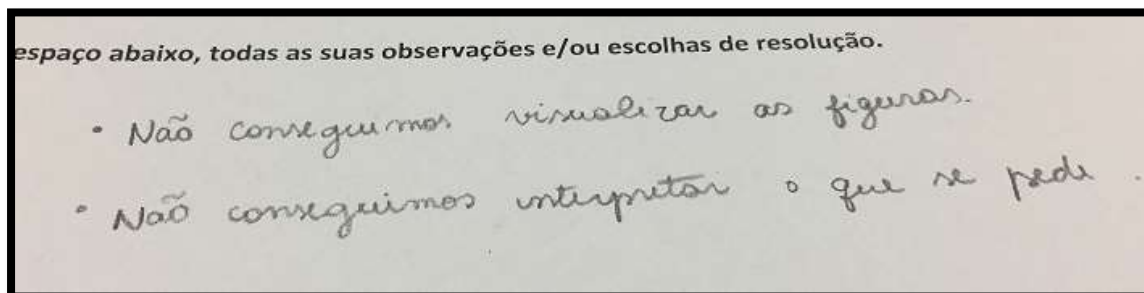 espaço abaixo, todas as suas observações e/ou escolhas de resolução.
• Não conseguimos visualizar as figuras.
• Não conseguimos interpretar o que se pede.